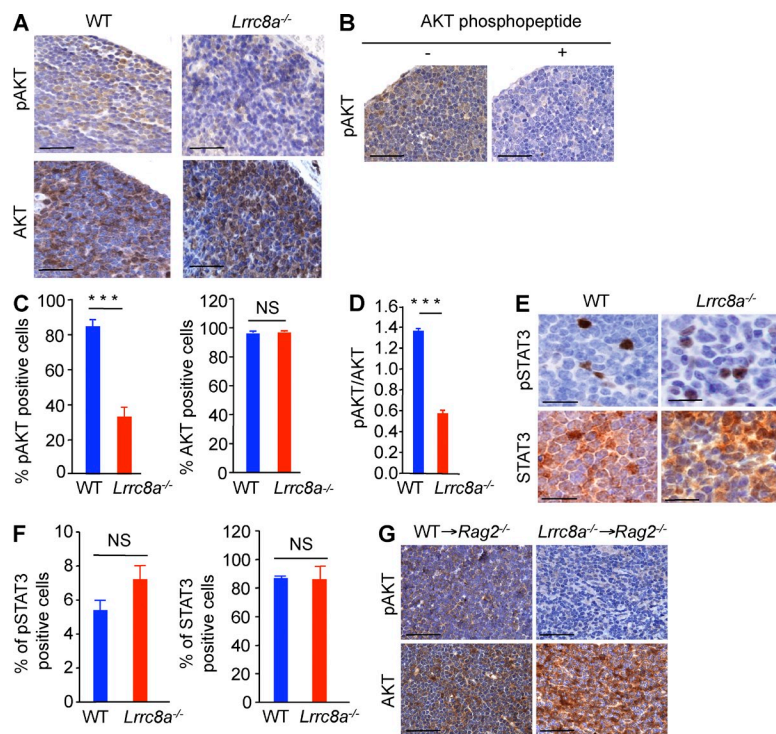 A
WT
Lrrc8a-/-
pAKT
AKT
B
AKT phosphopeptide
- +
pAKT
C
***
100
80
60
40
20
0
% pAKT positive cells
WT Lrrc8a-/-
NS
120
100
80
60
40
20
0
% AKT positive cells
WT Lrrc8a-/-
D
***
1.6
1.4
1.2
1.0
0.8
0.6
0.4
0.2
0
pAKT/AKT
WT
Lrrc8a-/-
E
WT
Lrrc8a-/-
pSTAT3
STAT3
F
NS
10
8
6
4
2
0
% of pSTAT3
positive cells
WT Lrrc8a-/-
NS
120
100
80
60
40
20
0
% of STAT3
positive cells
WT Lrrc8a-/-
G
WT→Rag2-/- Lrrc8a-/-→Rag2-/-
pAKT
AKT